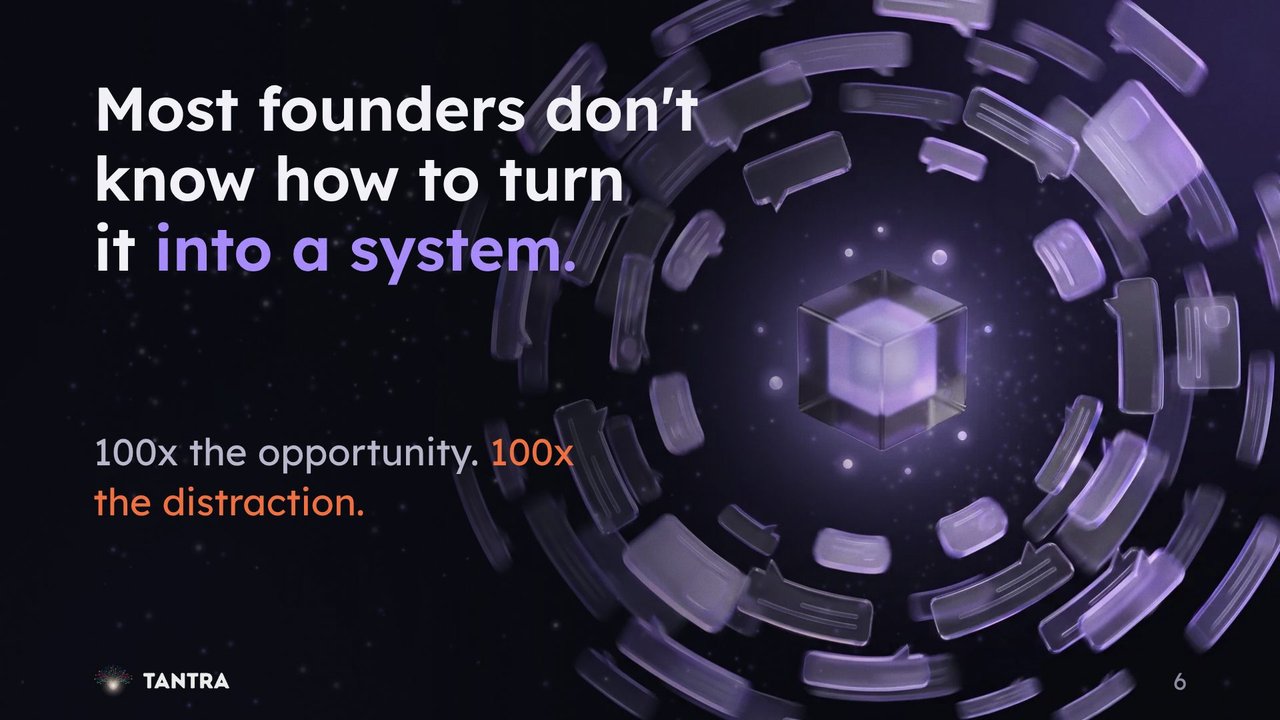 Most founders don't
know how to turn
it into a system.
100x the opportunity. 100x
the distraction.
TANTRA
6